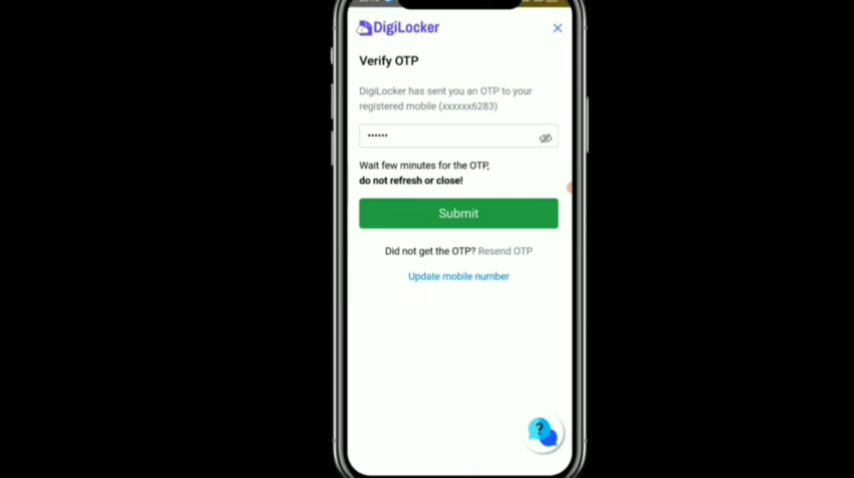 DigiLocker
Verify OTP
DigiLocker has sent you an OTP to your
registered mobile (xxxxxx6283)
••••••
Wait few minutes for the OTP,
do not refresh or close!
Submit
Did not get the OTP? Resend OTP
Update mobile number
?